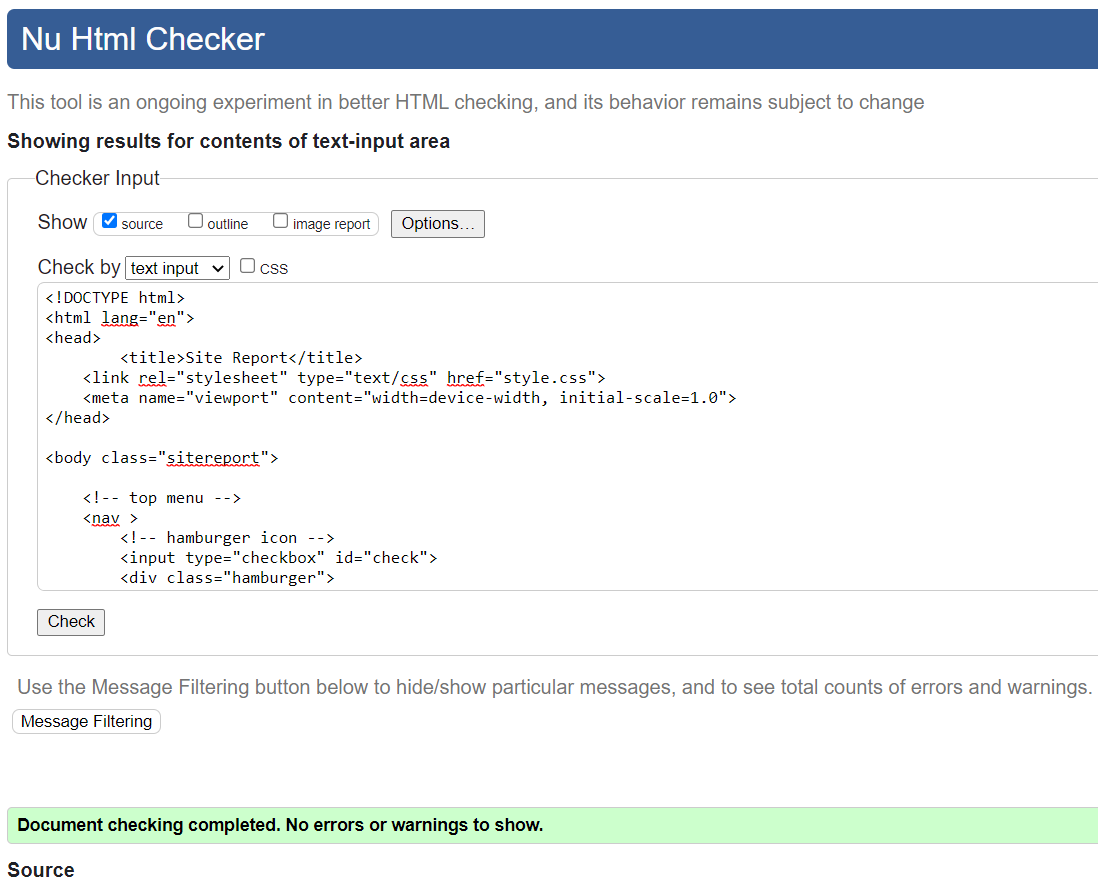 Nu Html Checker
This tool is an ongoing experiment in better HTML checking, and its behavior remains subject to change
Showing results for contents of text-input area
Checker Input
Show source outline image report Options...
Check by text input CSS
<!DOCTYPE html>
<html lang="en">
<head>
        <title>Site Report</title>
    <link rel="stylesheet" type="text/css" href="style.css">
    <meta name="viewport" content="width=device-width, initial-scale=1.0">
</head>
<body class="sitereport">
    <!-- top menu -->
    <nav >
        <!-- hamburger icon -->
        <input type="checkbox" id="check">
        <div class="hamburger">
Check
Use the Message Filtering button below to hide/show particular messages, and to see total counts of errors and warnings.
Message Filtering
Document checking completed. No errors or warnings to show.
Source